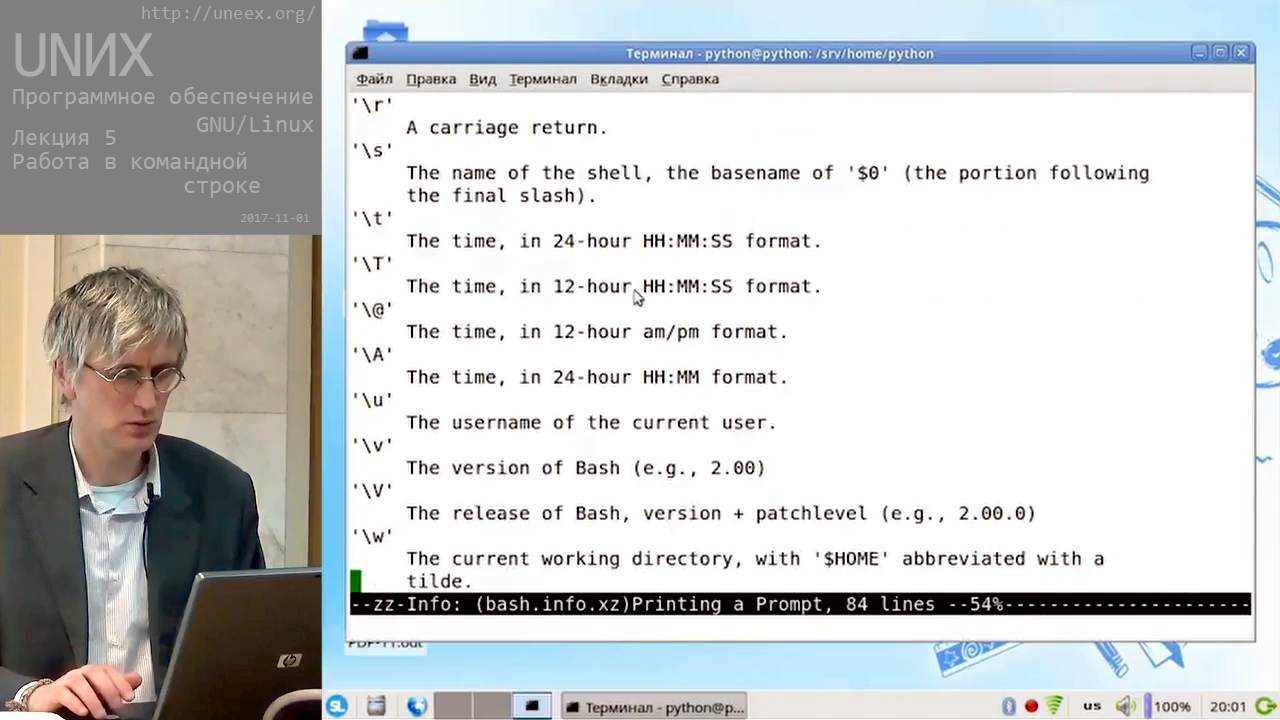 http://uneex.org/
UNИX
Программное обеспечение
GNU/Linux
Лекция 5
Работа в командной
строке
2017-11-01
Терминал - python@python: /srv/home/python
Файл Правка Вид Терминал Вкладки Справка
'\r'
A carriage return.
'\s'
The name of the shell, the basename of '$0' (the portion following
the final slash).
'\t'
The time, in 24-hour HH:MM:SS format.
'\T'
The time, in 12-hour HH:MM:SS format.
'\@'
The time, in 12-hour am/pm format.
'\A'
The time, in 24-hour HH:MM format.
'\u'
The username of the current user.
'\v'
The version of Bash (e.g., 2.00)
'\V'
The release of Bash, version + patchlevel (e.g., 2.00.0)
'\w'
The current working directory, with '$HOME' abbreviated with a
tilde.
--zz-Info: (bash.info.xz)Printing a Prompt, 84 lines --54%----------------------
PDP-11.out
hp
SL
Терминал - python@p...
us
100%
20:01